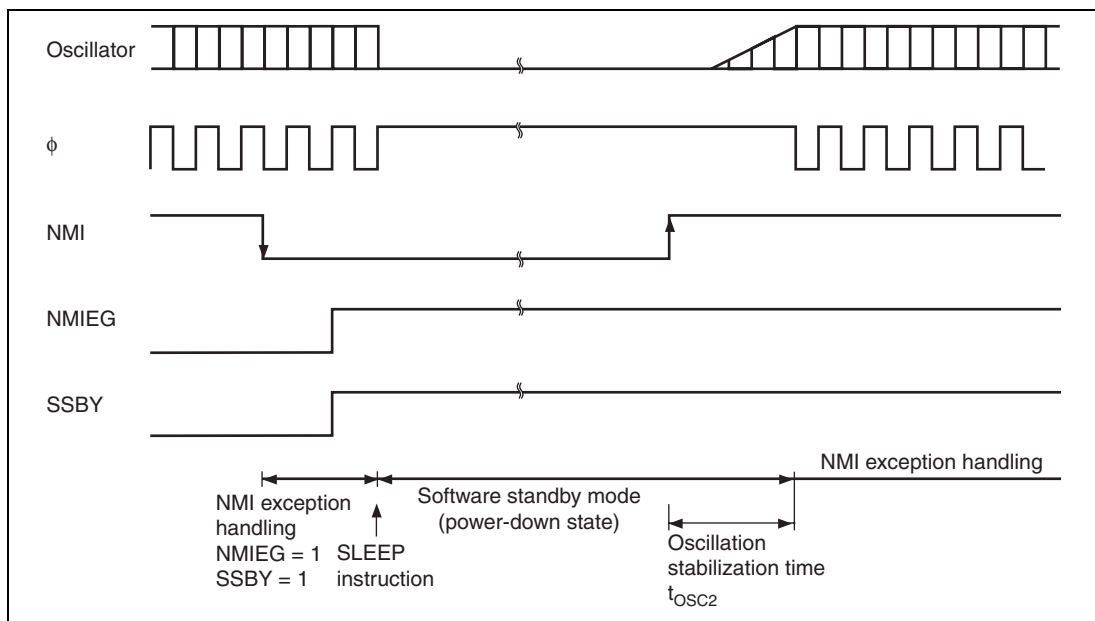 Oscillator
ϕ
NMI
NMIEG
SSBY
NMI exception handling
NMI exception
handling
NMIEG = 1
SSBY = 1
SLEEP
instruction
Software standby mode
(power-down state)
Oscillation
stabilization time
tOSC2